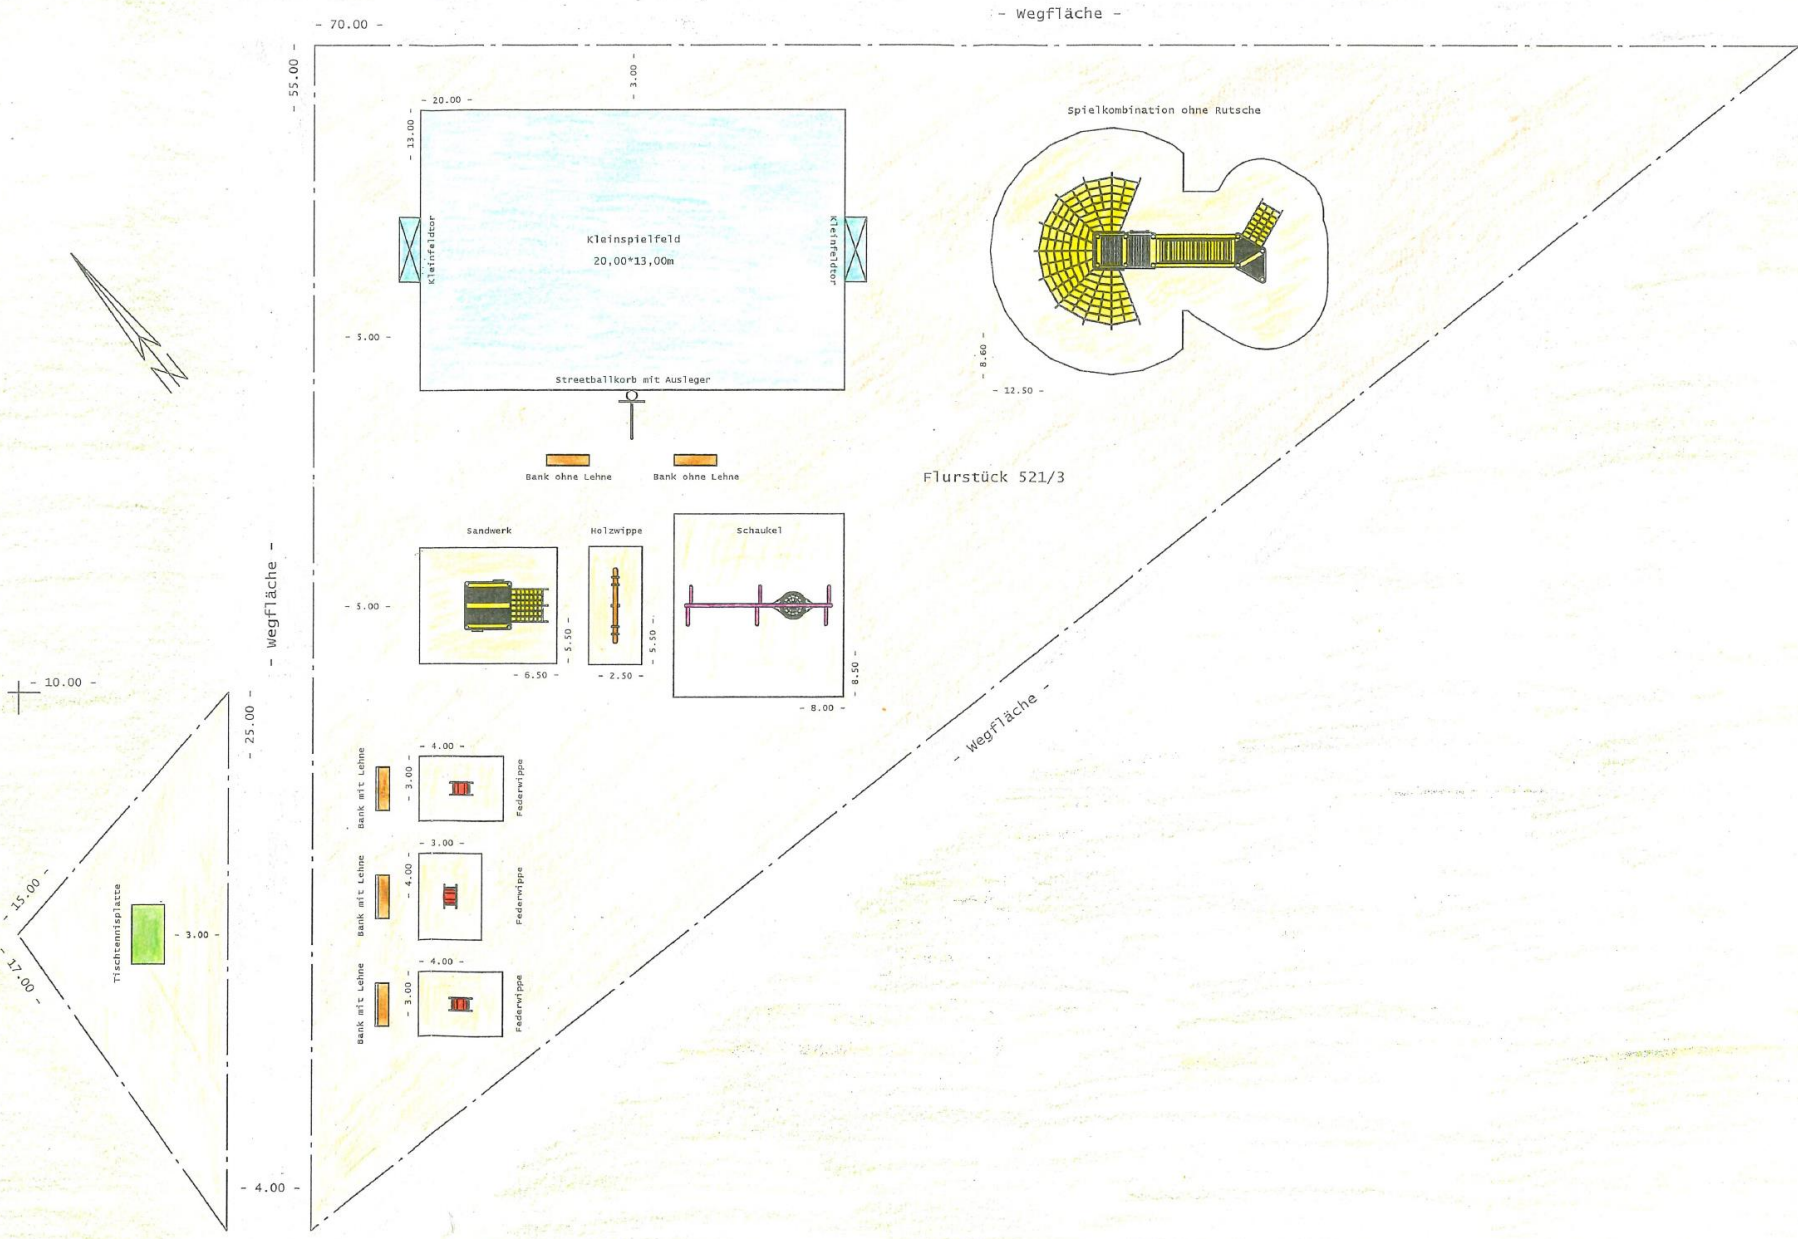 - Wegfläche -
- 70.00 -
- 55.00 -
- 3.00 -
- 20.00 -
- 13.00 -
Spielkombination ohne Rutsche
Kleinfeldtor
Kleinspielfeld
20,00*13,00m
Kleinfeldtor
- 5.00 -
- 8.60 -
- 12.50 -
Streetballkorb mit Ausleger
Bank ohne Lehne
Bank ohne Lehne
Flurstück 521/3
Sandwerk
Holzwippe
Schaukel
- Wegfläche -
- 5.00 -
- 5.50 -
- 6.50 -
- 5.50 -
- 2.50 -
- 8.50 -
- 8.00 -
- 10.00 -
- 25.00 -
- Wegfläche -
Bank mit Lehne
- 4.00 -
- 3.00 -
Federwippe
Bank mit Lehne
- 3.00 -
- 4.00 -
Federwippe
- 15.00 -
- 17.00 -
Tischtennisplatte
- 3.00 -
Bank mit Lehne
- 4.00 -
- 3.00 -
Federwippe
- 4.00 -